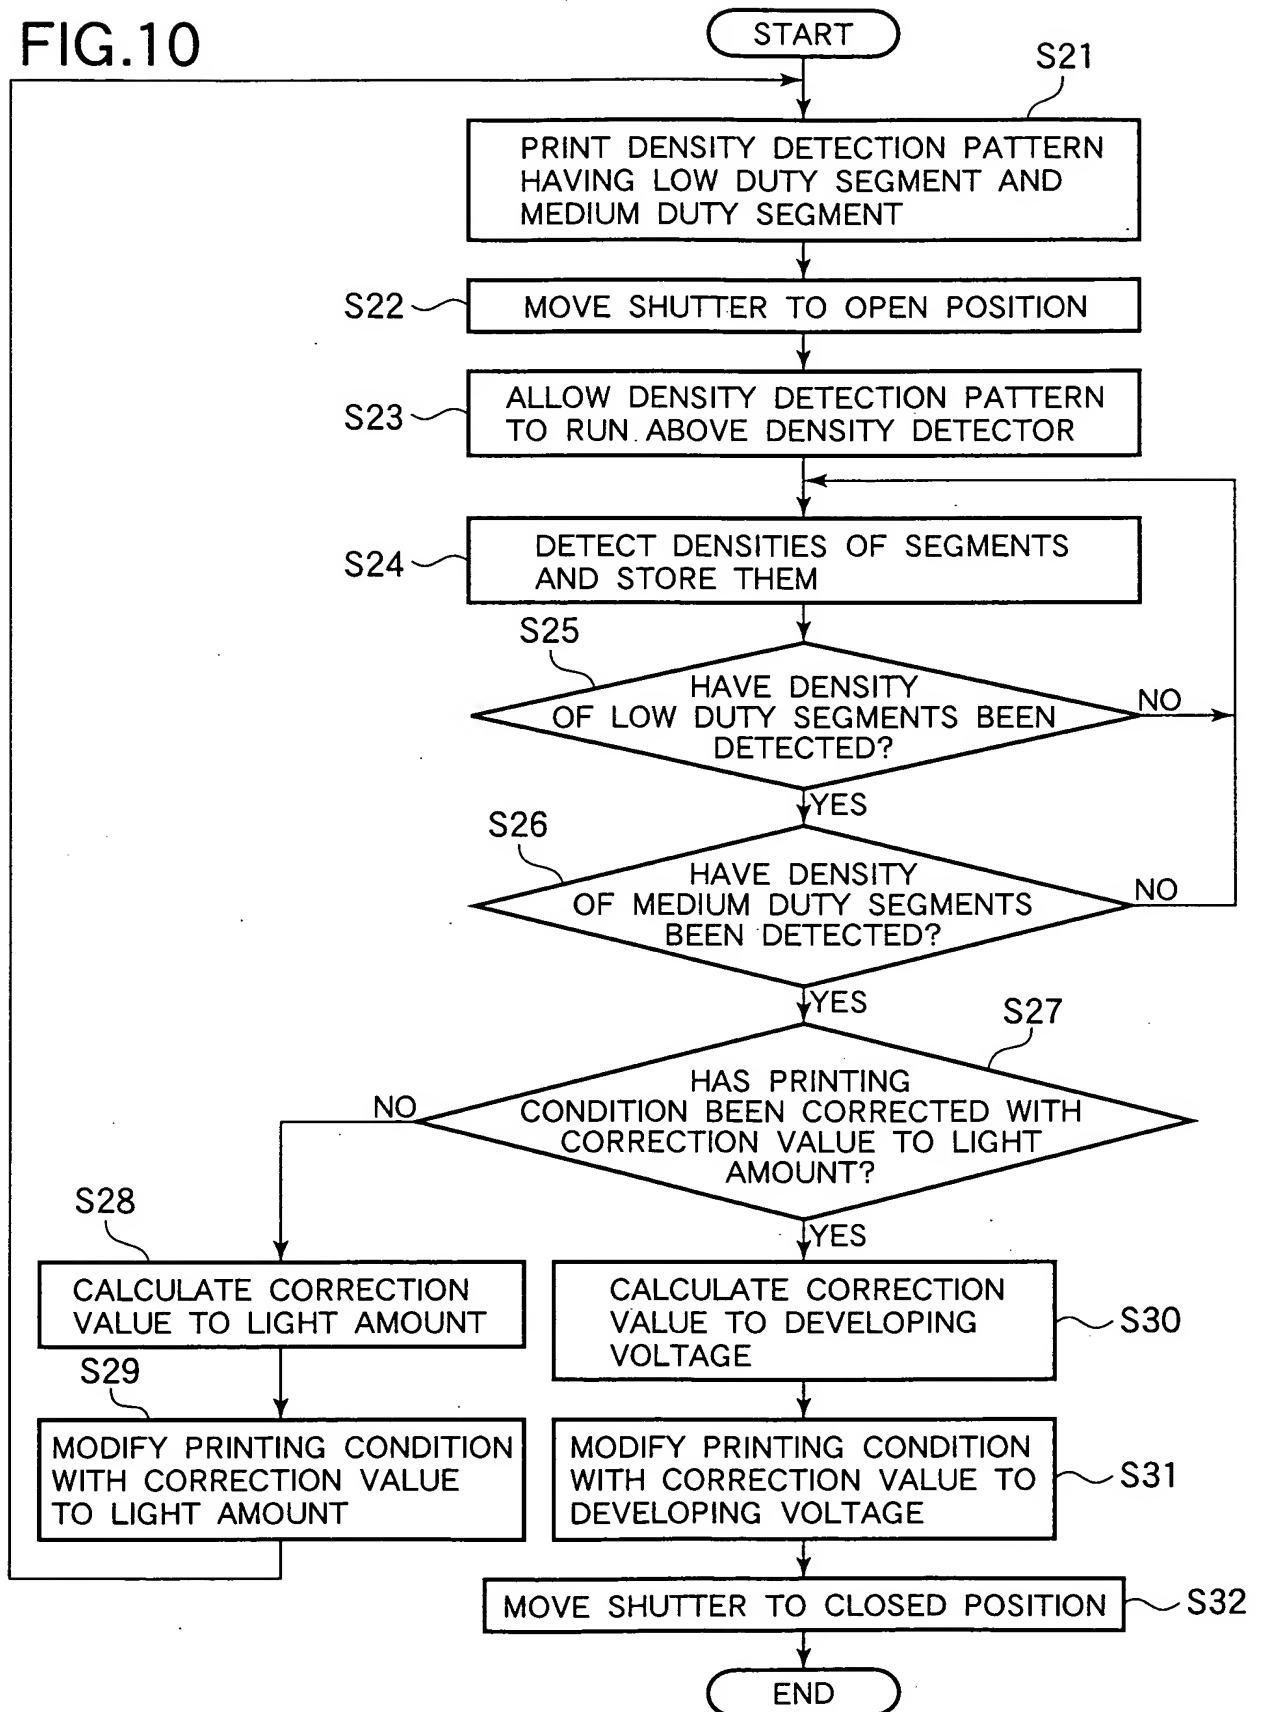 FIG.10
START
S21
PRINT DENSITY DETECTION PATTERN
HAVING LOW DUTY SEGMENT AND
MEDIUM DUTY SEGMENT
S22
MOVE SHUTTER TO OPEN POSITION
S23
ALLOW DENSITY DETECTION PATTERN
TO RUN ABOVE DENSITY DETECTOR
S24
DETECT DENSITIES OF SEGMENTS
AND STORE THEM
S25
HAVE DENSITY
OF LOW DUTY SEGMENTS BEEN
DETECTED?
NO
YES
S26
HAVE DENSITY
OF MEDIUM DUTY SEGMENTS
BEEN DETECTED?
NO
YES
S27
HAS PRINTING
CONDITION BEEN CORRECTED WITH
CORRECTION VALUE TO LIGHT
AMOUNT?
NO
YES
S28
CALCULATE CORRECTION
VALUE TO LIGHT AMOUNT
S29
MODIFY PRINTING CONDITION
WITH CORRECTION VALUE
TO LIGHT AMOUNT
CALCULATE CORRECTION
VALUE TO DEVELOPING
VOLTAGE
S30
MODIFY PRINTING CONDITION
WITH CORRECTION VALUE TO
DEVELOPING VOLTAGE
S31
MOVE SHUTTER TO CLOSED POSITION
S32
END